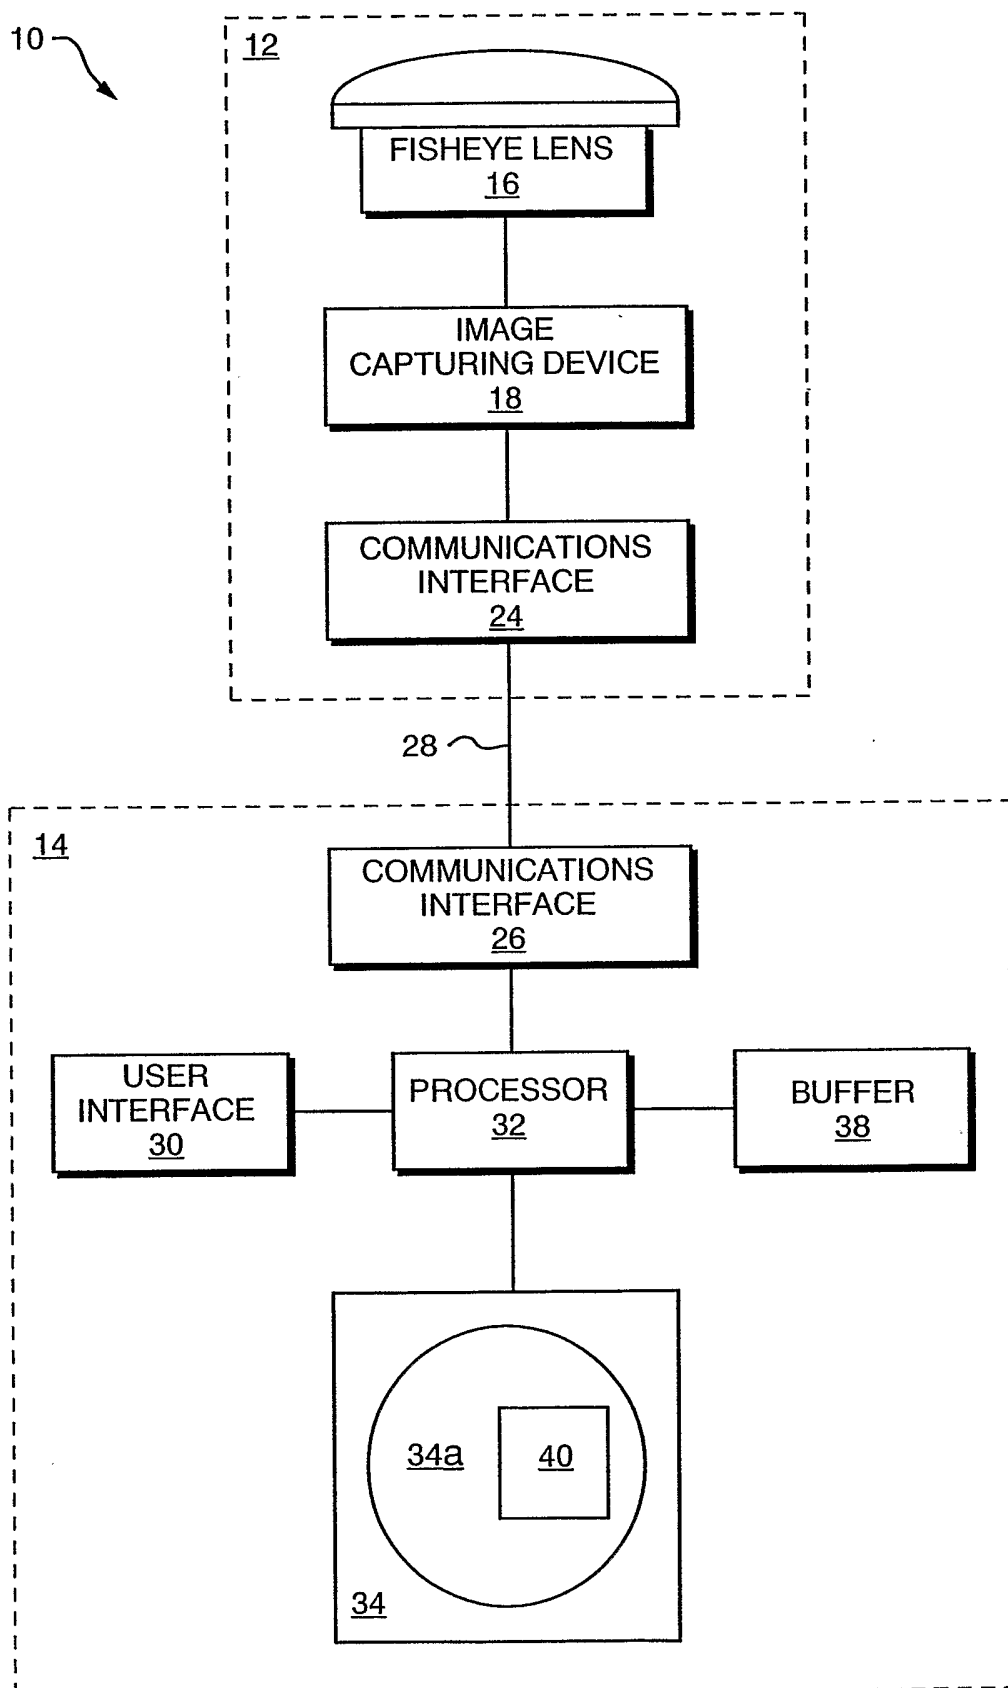 10
12
FISHEYE LENS
16
IMAGE
CAPTURING DEVICE
18
COMMUNICATIONS
INTERFACE
24
28
14
COMMUNICATIONS
INTERFACE
26
USER
INTERFACE
30
PROCESSOR
32
BUFFER
38
34a
40
34